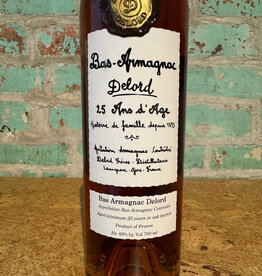 Bas-Armagnac
Delord
25 Ans d'Age
Histoire de famille depuis 1893
Appellation Armagnac Contrôlée
Delord Frères - Distillateurs
Lannepax - Gers - France
Bas Armagnac Delord
Appellation Bas-Armagnac Controlée
Aged minimum 25 years in oak barrels
Product of France
Alc 40% by Vol 700 ml